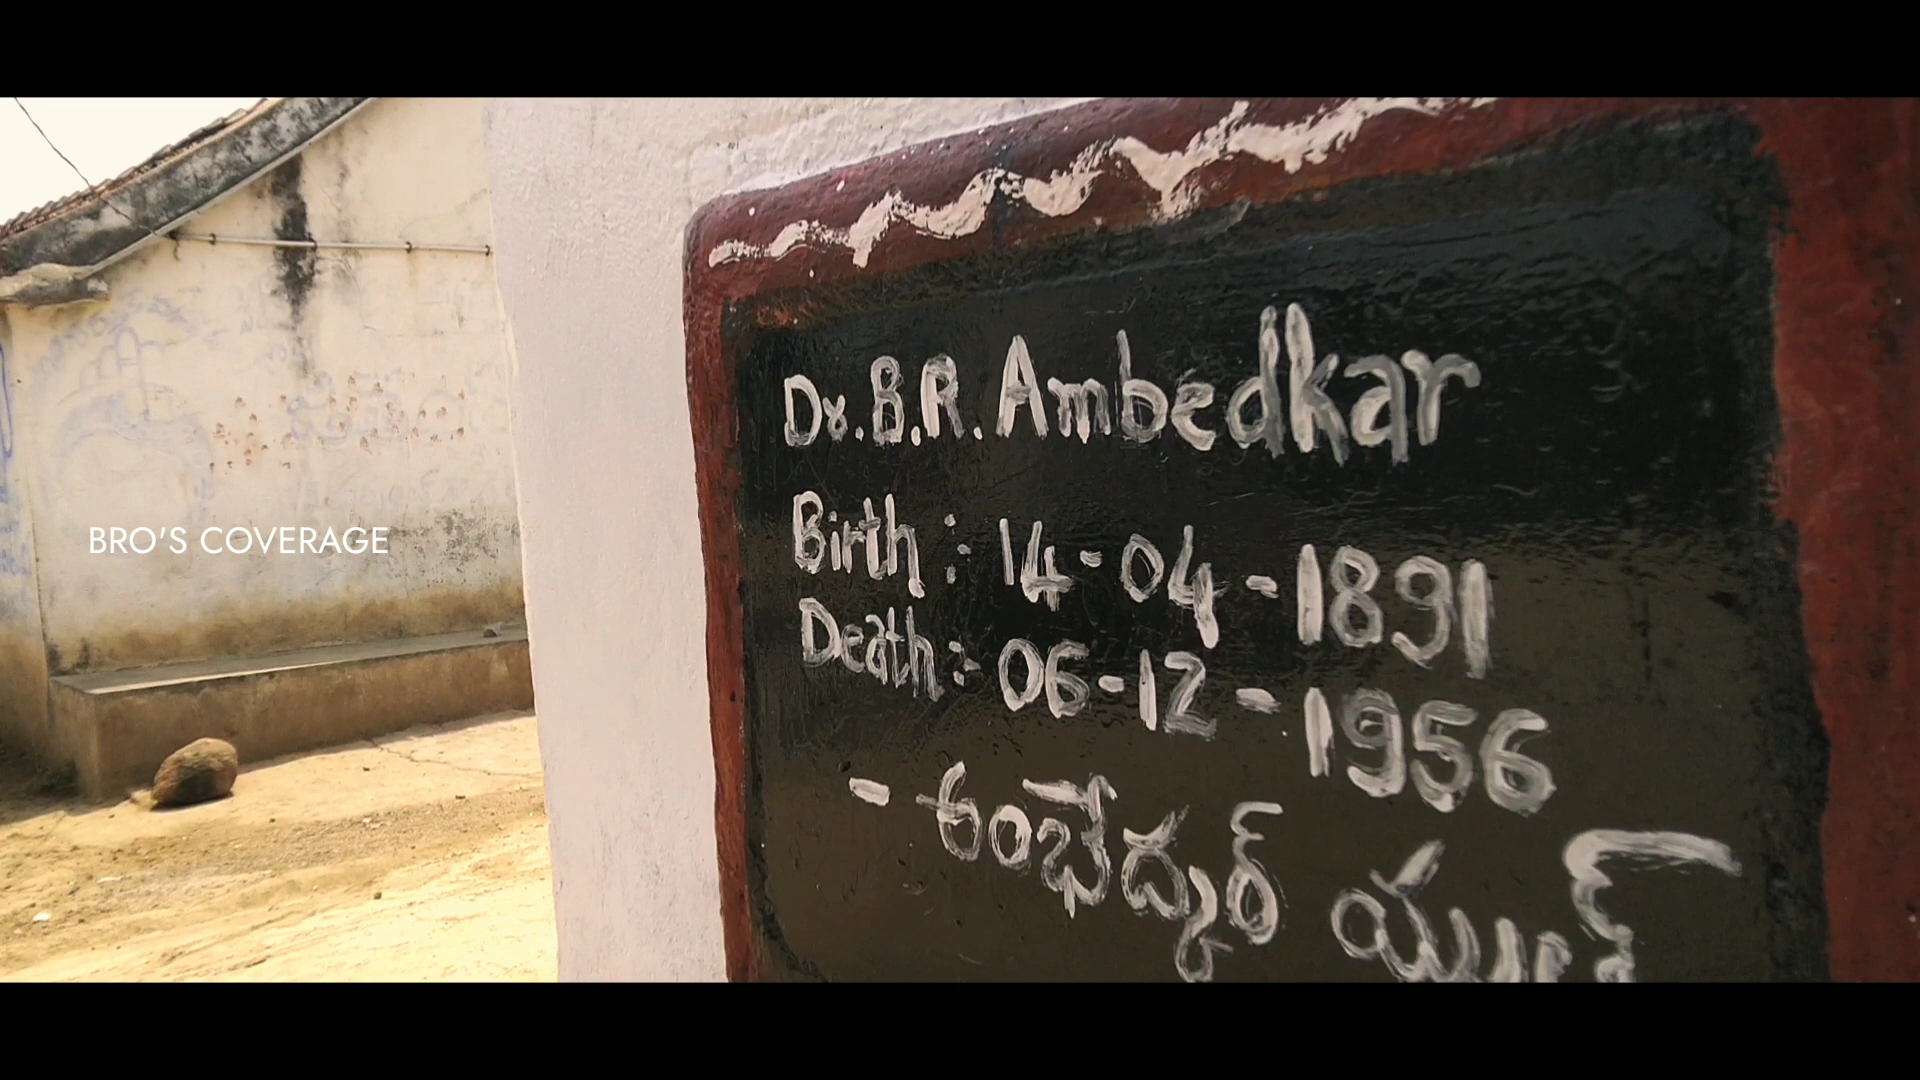 BRO'S COVERAGE
Dr. B.R. Ambedkar
Birth : 14-04-1891
Death :- 06-12-1956
- అంబేద్కర్ యూత్